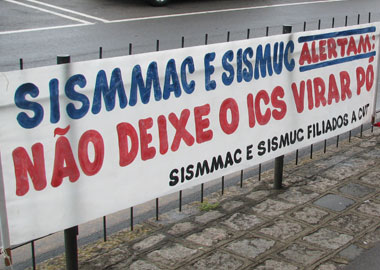 SISMMAC E SISMUC ALERTAM:
NÃO DEIXE O ICS VIRAR PÓ
SISMMAC E SISMUC FILIADOS A CUT